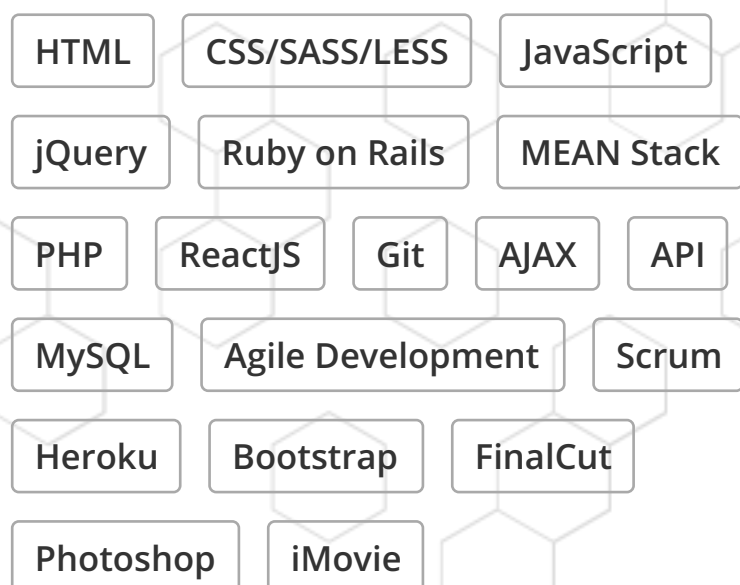 HTML CSS/SASS/LESS JavaScript
jQuery Ruby on Rails MEAN Stack
PHP ReactJS Git AJAX API
MySQL Agile Development Scrum
Heroku Bootstrap FinalCut
Photoshop iMovie